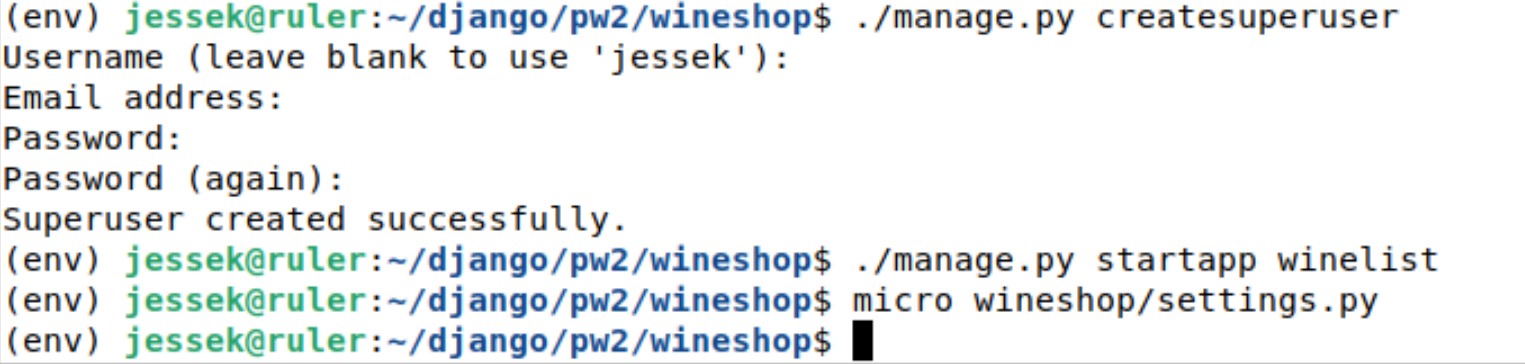 (env) jessek@ruler:~/django/pw2/wineshop$ ./manage.py createsuperuser
Username (leave blank to use 'jessek'):
Email address:
Password:
Password (again):
Superuser created successfully.
(env) jessek@ruler:~/django/pw2/wineshop$ ./manage.py startapp winelist
(env) jessek@ruler:~/django/pw2/wineshop$ micro wineshop/settings.py
(env) jessek@ruler:~/django/pw2/wineshop$